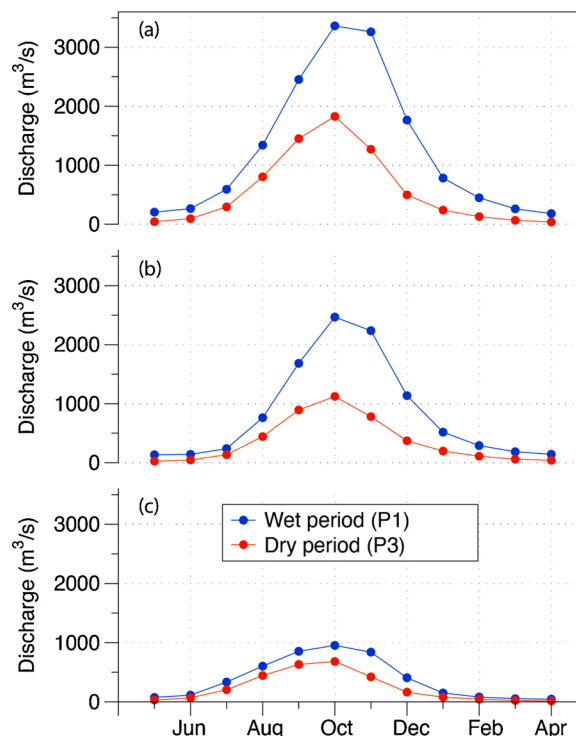 (a)
Discharge (m³/s)
3000
2000
1000
0
(b)
Discharge (m³/s)
3000
2000
1000
0
(c)
Discharge (m³/s)
3000
2000
1000
0
Wet period (P1)
Dry period (P3)
Jun Aug Oct Dec Feb Apr